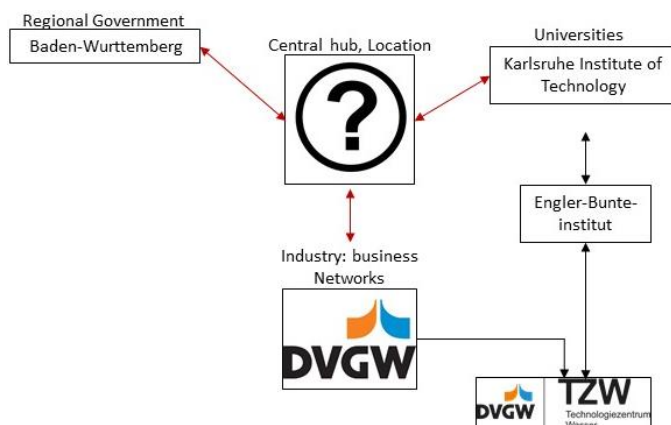 Regional Government
Baden-Wurttemberg
Central hub, Location
?
Universities
Karlsruhe Institute of
Technology
Engler-Bunte-
institut
Industry: business
Networks
DVGW
DVGW
TZW
Technologiezentrum